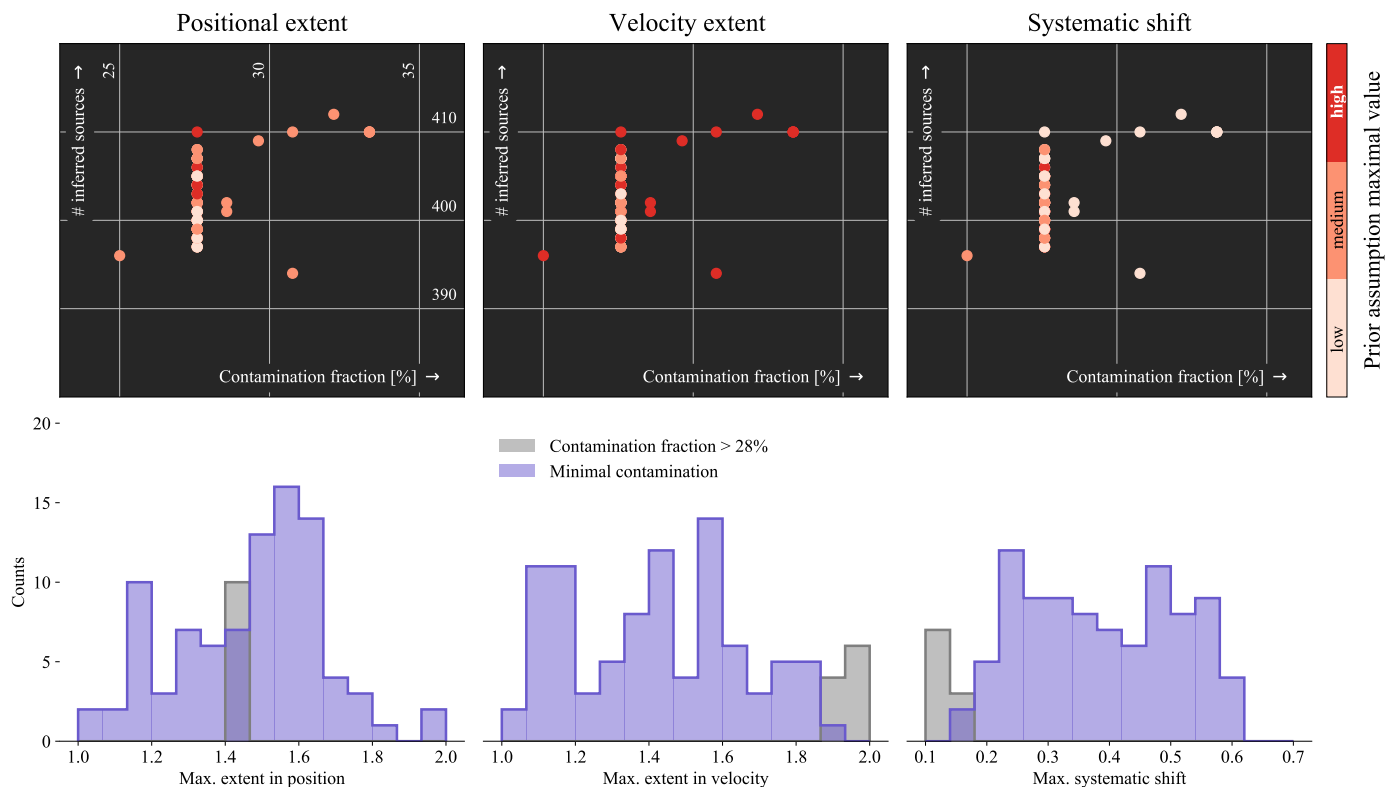 Positional extent
Velocity extent
Systematic shift
25
30
35
# inferred sources →
410
400
390
Contamination fraction [%] →
# inferred sources →
Contamination fraction [%] →
# inferred sources →
Contamination fraction [%] →
high
medium
low
Prior assumption maximal value
Counts
20
15
10
5
0
1.0 1.2 1.4 1.6 1.8 2.0
Max. extent in position
Contamination fraction > 28%
Minimal contamination
1.0 1.2 1.4 1.6 1.8 2.0
Max. extent in velocity
0.1 0.2 0.3 0.4 0.5 0.6 0.7
Max. systematic shift